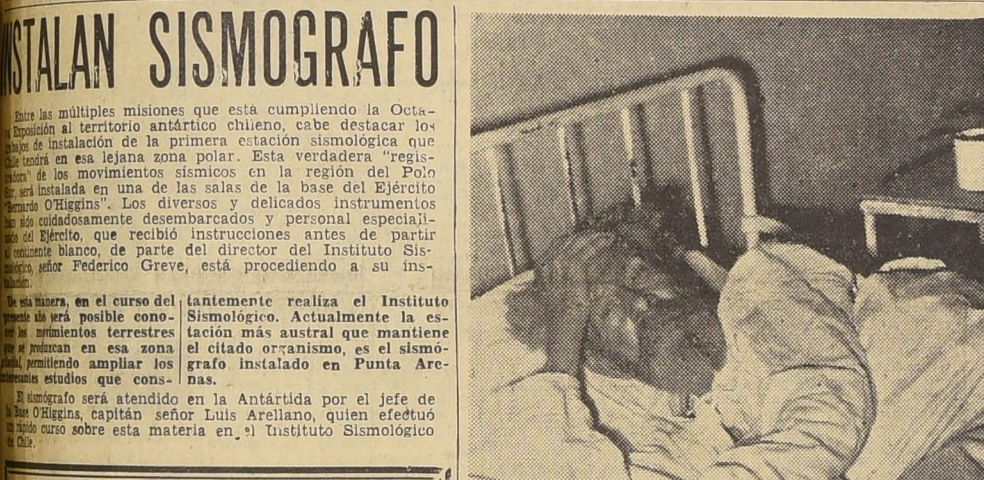 INSTALAN SISMOGRAFO
Entre las múltiples misiones que está cumpliendo la Octa-
Exposición al territorio antártico chileno, cabe destacar los
trabajos de instalación de la primera estación sismológica que
Chile tendrá en esa lejana zona polar. Esta verdadera "regis-
tradora" de los movimientos sísmicos en la región del Polo
Sur, será instalada en una de las salas de la base del Ejército
"Bernardo O'Higgins". Los diversos y delicados instrumentos
han sido cuidadosamente desembarcados y personal especiali-
zado del Ejército, que recibió instrucciones antes de partir
al continente blanco, de parte del director del Instituto Sis-
mológico, señor Federico Greve, está procediendo a su ins-
talación.
De esta manera, en el curso del
presente año será posible cono-
cer los movimientos terrestres
que se produzcan en esa zona
permitiendo ampliar los
interesantes estudios que cons-
tantemente realiza el Instituto
Sismológico. Actualmente la es-
tación más austral que mantiene
el citado organismo, es el sismó-
grafo instalado en Punta Are-
nas.
El sismógrafo será atendido en la Antártida por el jefe de
la Base O'Higgins, capitán señor Luis Arellano, quien efectuó
un rápido curso sobre esta materia en el Instituto Sismológico
de Chile.